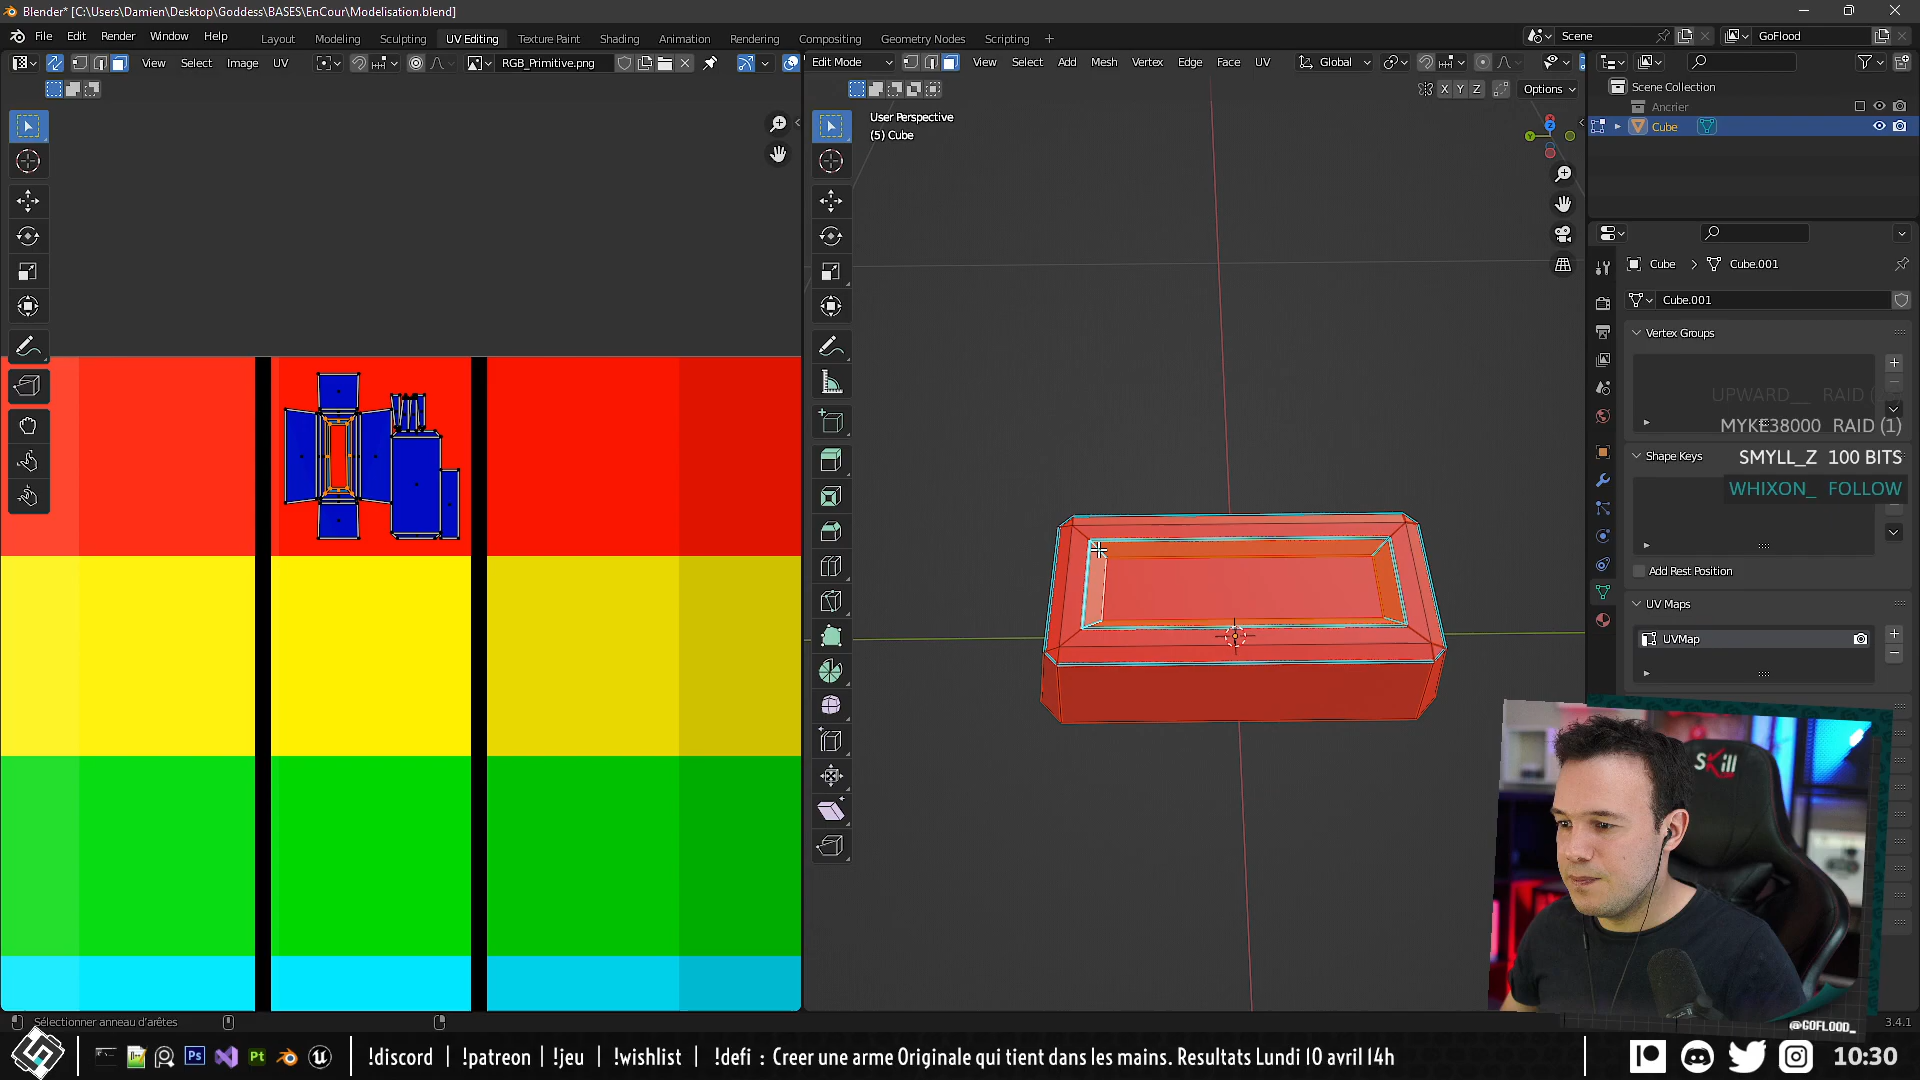 Blender* [C:\Users\Damien\Desktop\Goddess\BASES\EnCour\Modelisation.blend]
File Edit Render Window Help Layout Modeling Sculpting UV Editing Texture Paint Shading Animation Rendering Compositing Geometry Nodes Scripting + Scene GoFlood
View Select Image UV RGB_Primitive.png Edit Mode View Select Add Mesh Vertex Edge Face UV Global
X Y Z Options
Scene Collection
Ancrier
Cube
User Perspective
(5) Cube
Cube > Cube.001
Cube.001
Vertex Groups
UPWARD__ RAID
MYKE38000 RAID (1)
Shape Keys
SMYLL_Z 100 BITS
WHIXON_ FOLLOW
Add Rest Position
UV Maps
UVMap
SKiLL
Sélectionner anneau d'arêtes
3.4.1
@GOFLOOD_
!discord | !patreon | !jeu | !wishlist | !defi : Creer une arme Originale qui tient dans les mains. Resultats Lundi 10 avril 14h
10:30